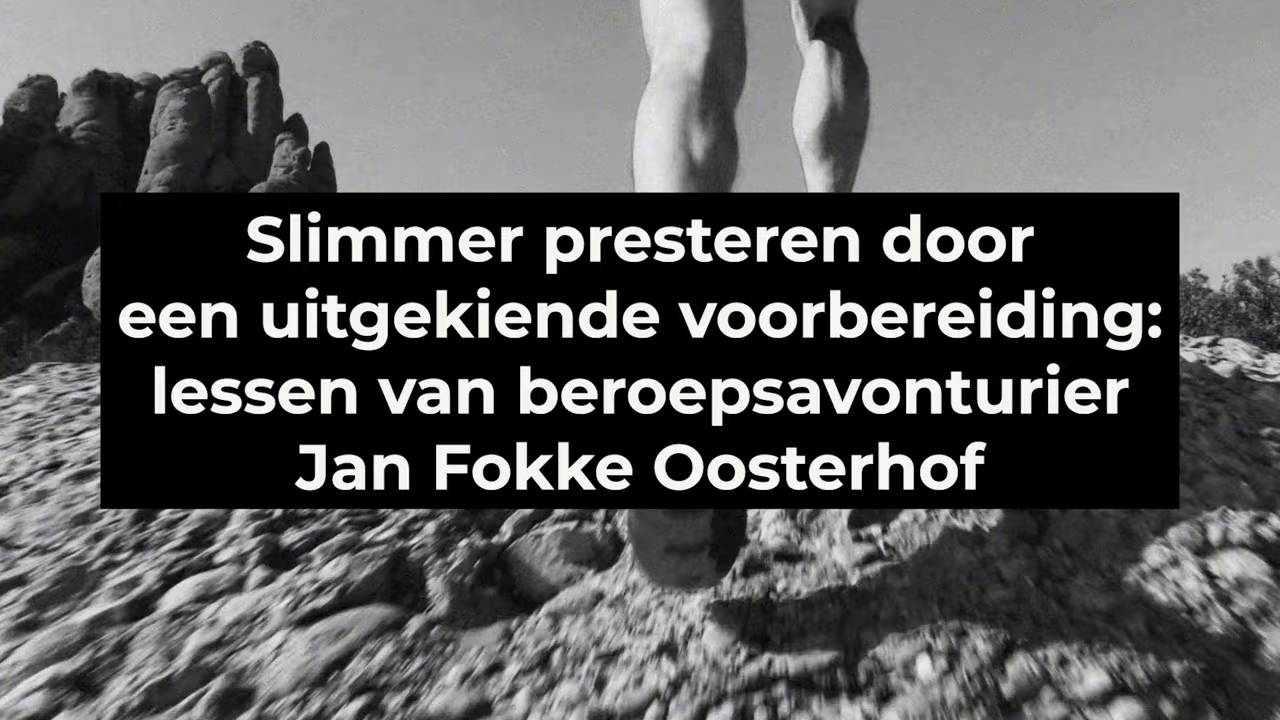 Slimmer presteren door
een uitgekiende voorbereiding:
lessen van beroepsavonturier
Jan Fokke Oosterhof